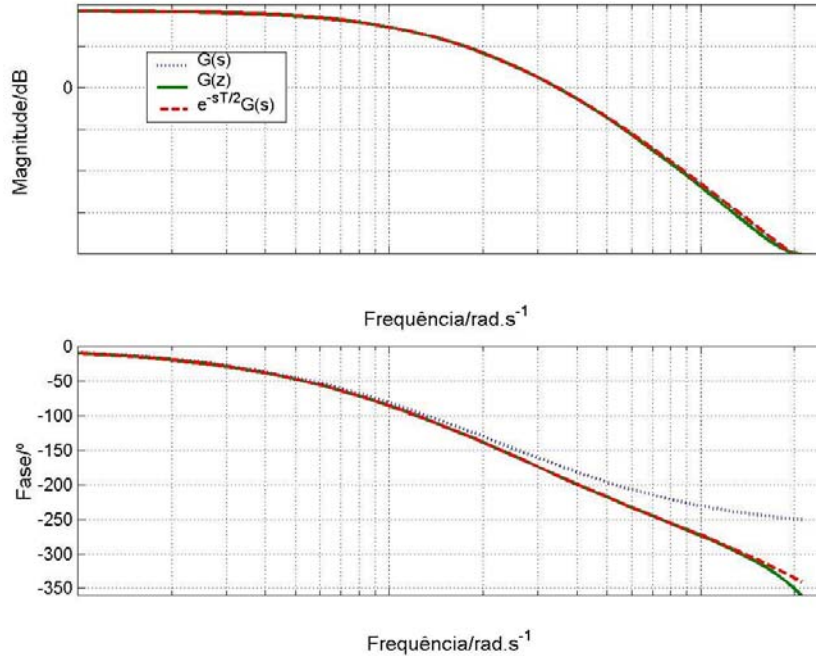 Magnitude/dB
0
G(s)
G(z)
e^-sT/2G(s)
Frequência/rad.s^-1
Fase/º
0
-50
-100
-150
-200
-250
-300
-350
Frequência/rad.s^-1